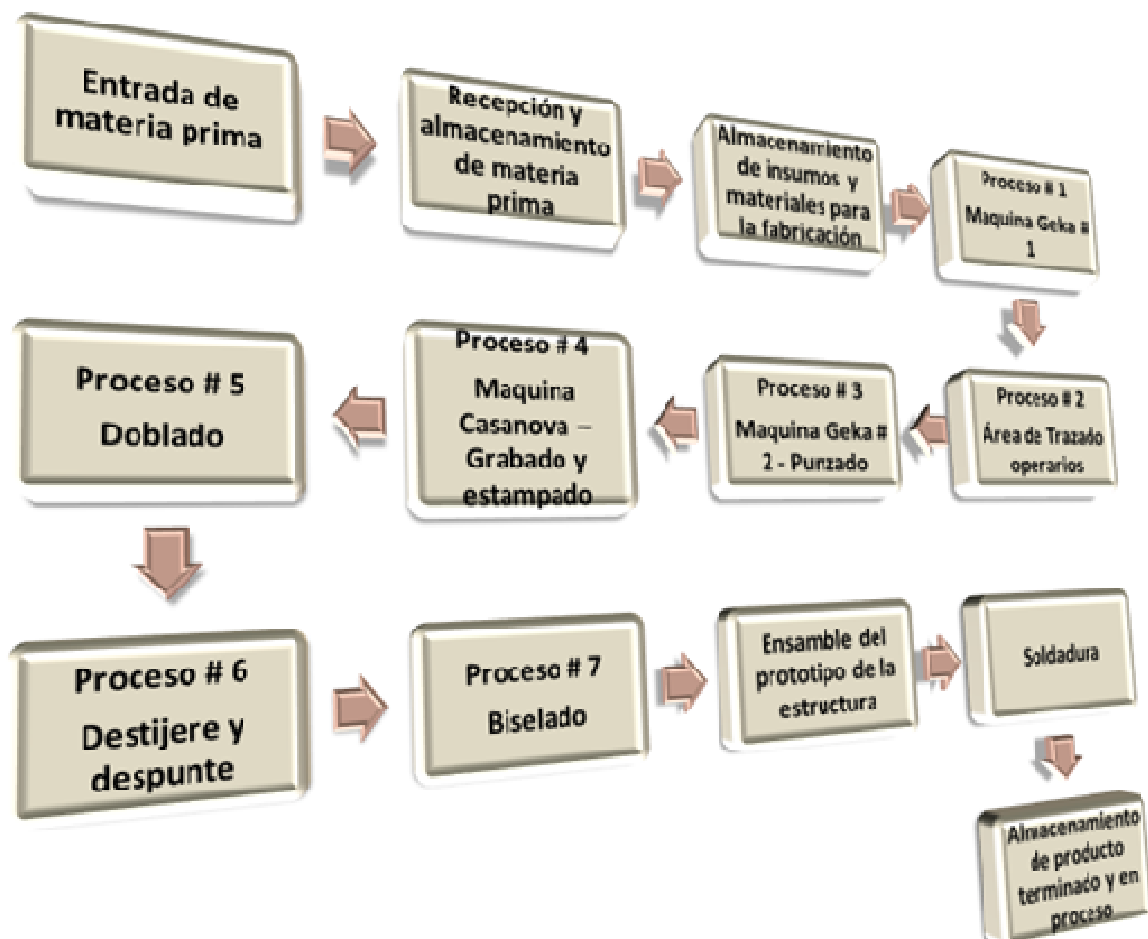 Entrada de
materia prima
Recepción y
almacenamiento
de materia
prima
Almacenamiento
de insumos y
materiales para
la fabricación
Proceso # 1
Maquina Geka #
1
Proceso # 2
Área de Trazado
operarios
Proceso # 3
Maquina Geka #
2 - Punzado
Proceso # 4
Maquina
Casanova –
Grabado y
estampado
Proceso # 5
Doblado
Proceso # 6
Destijere y
despunte
Proceso # 7
Biselado
Ensamble del
prototipo de la
estructura
Soldadura
Almacenamiento
de producto
terminado y en
proceso